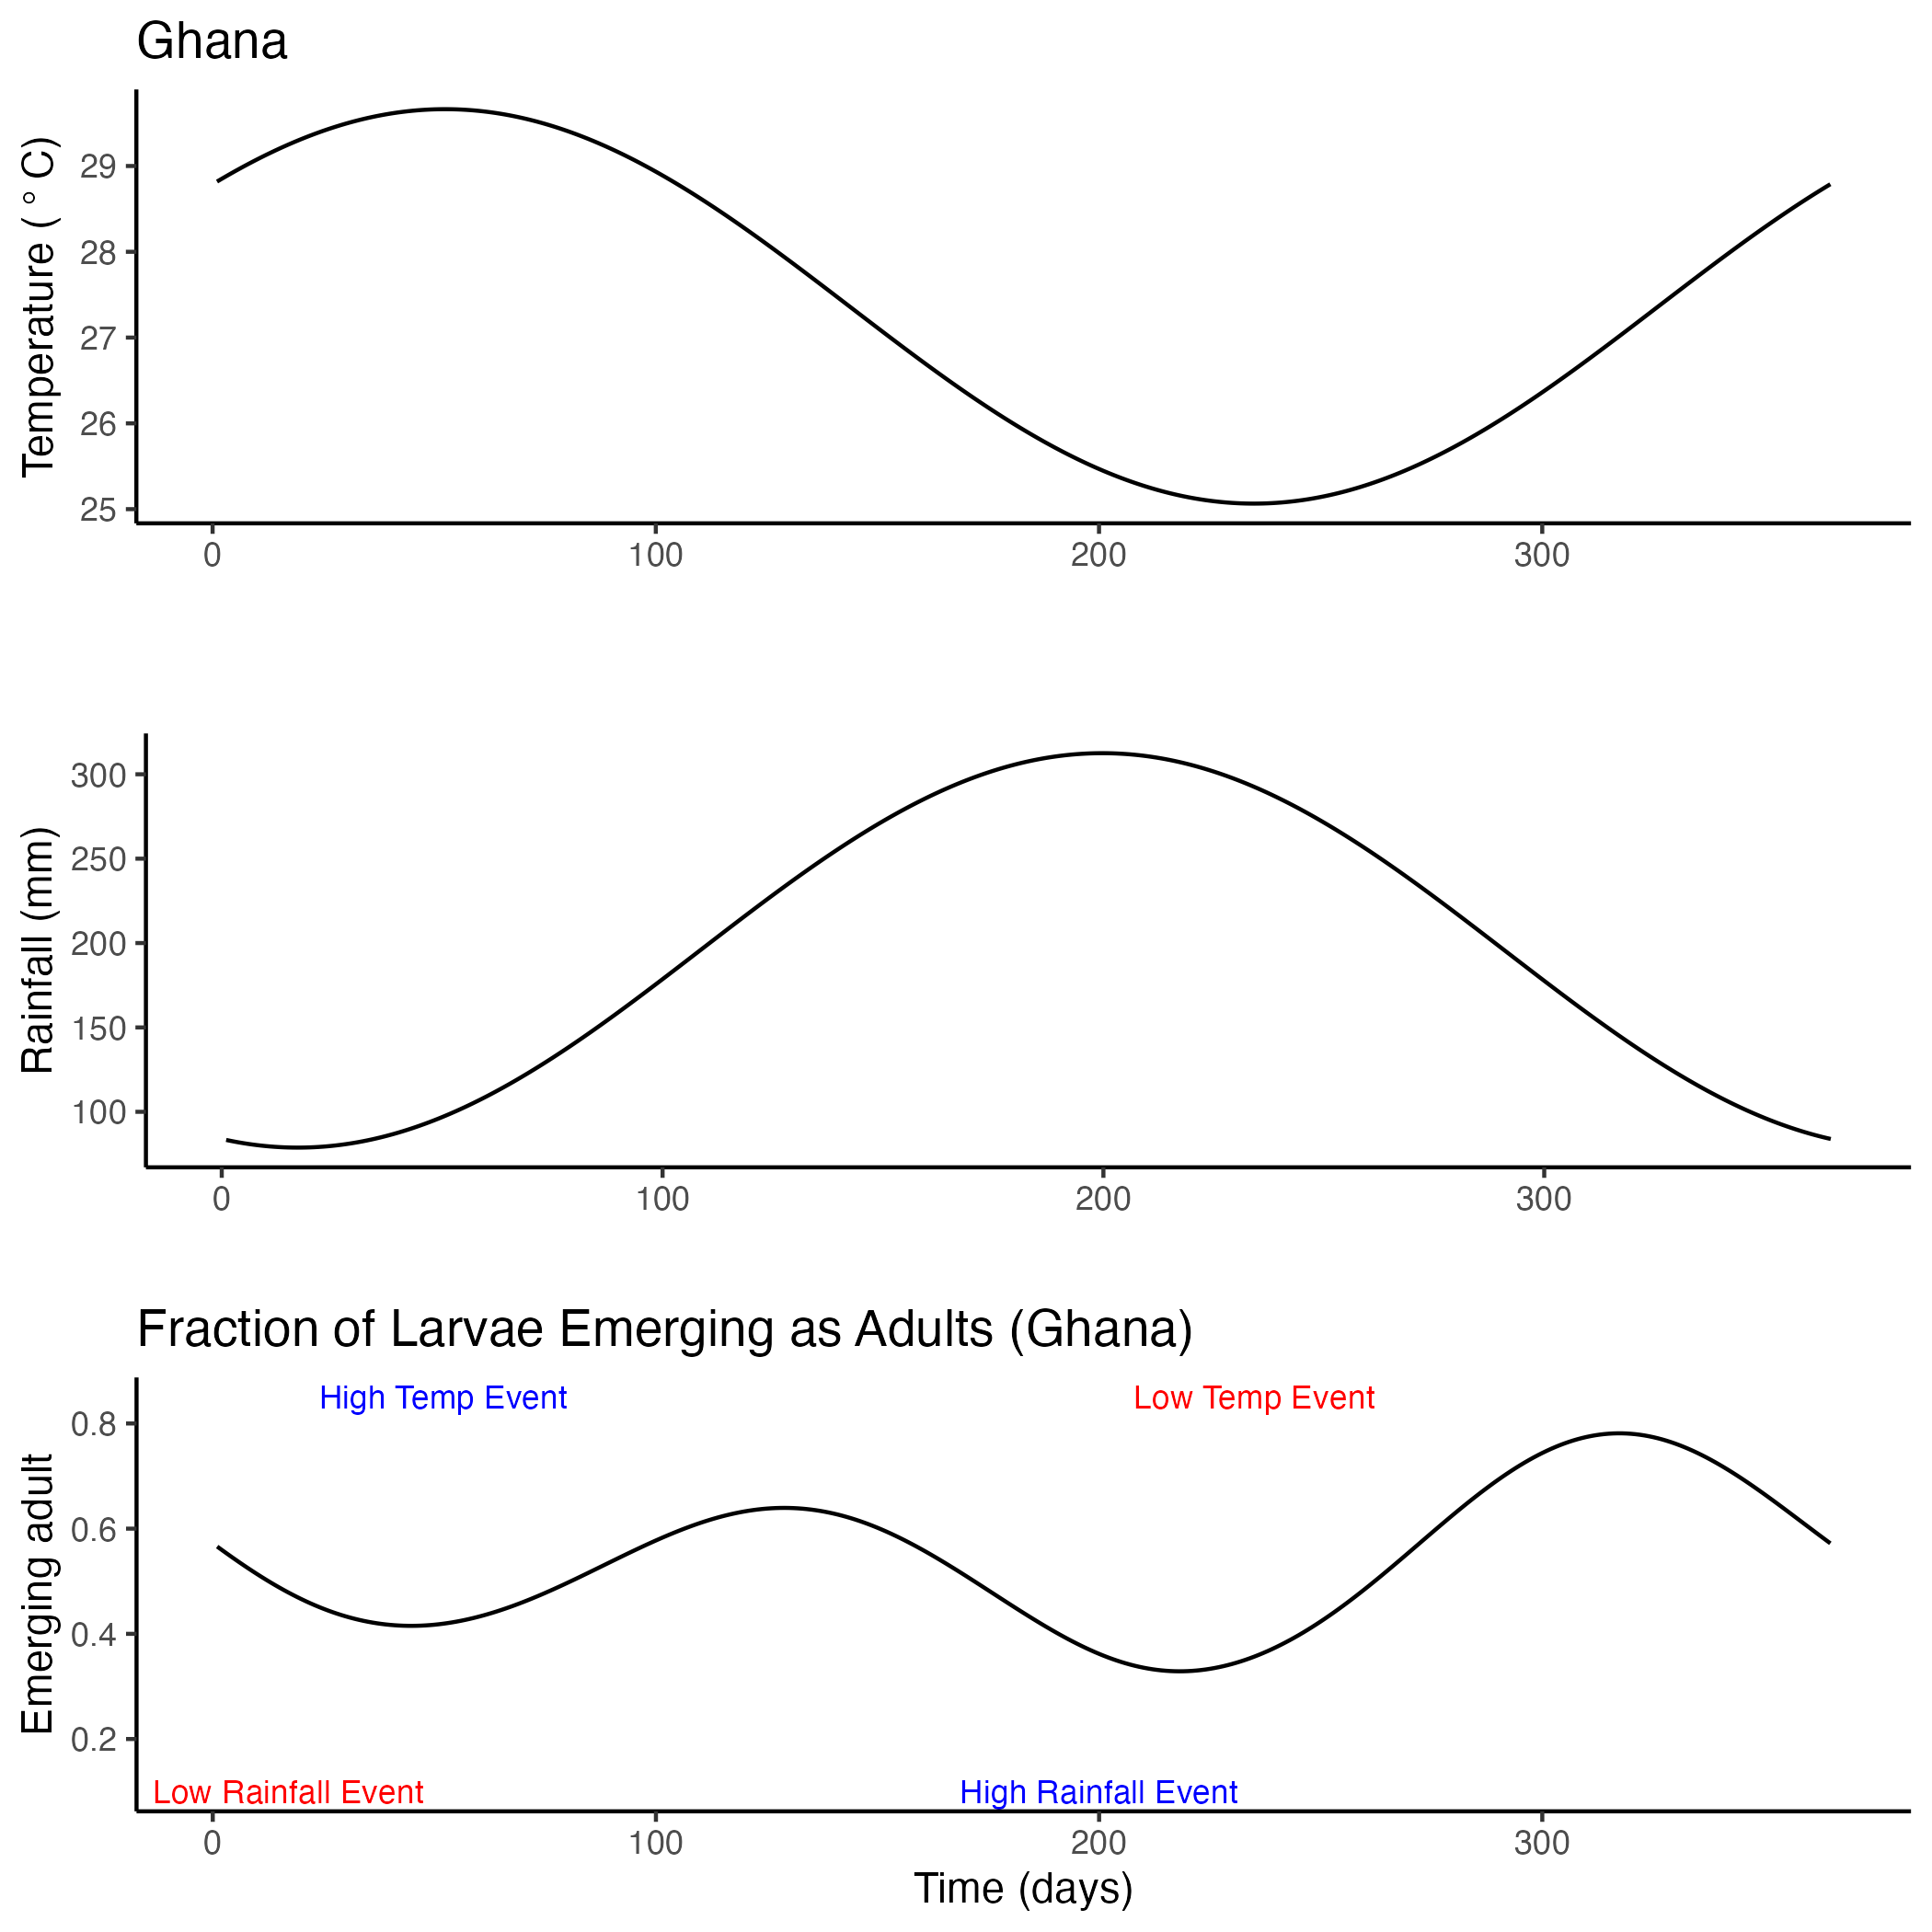 Ghana
Temperature (° C)
29
28
27
26
25
0 100 200 300
Rainfall (mm)
300
250
200
150
100
0 100 200 300
Fraction of Larvae Emerging as Adults (Ghana)
Emerging adult
High Temp Event Low Temp Event
0.8
0.6
0.4
0.2
Low Rainfall Event High Rainfall Event
0 100 200 300
Time (days)